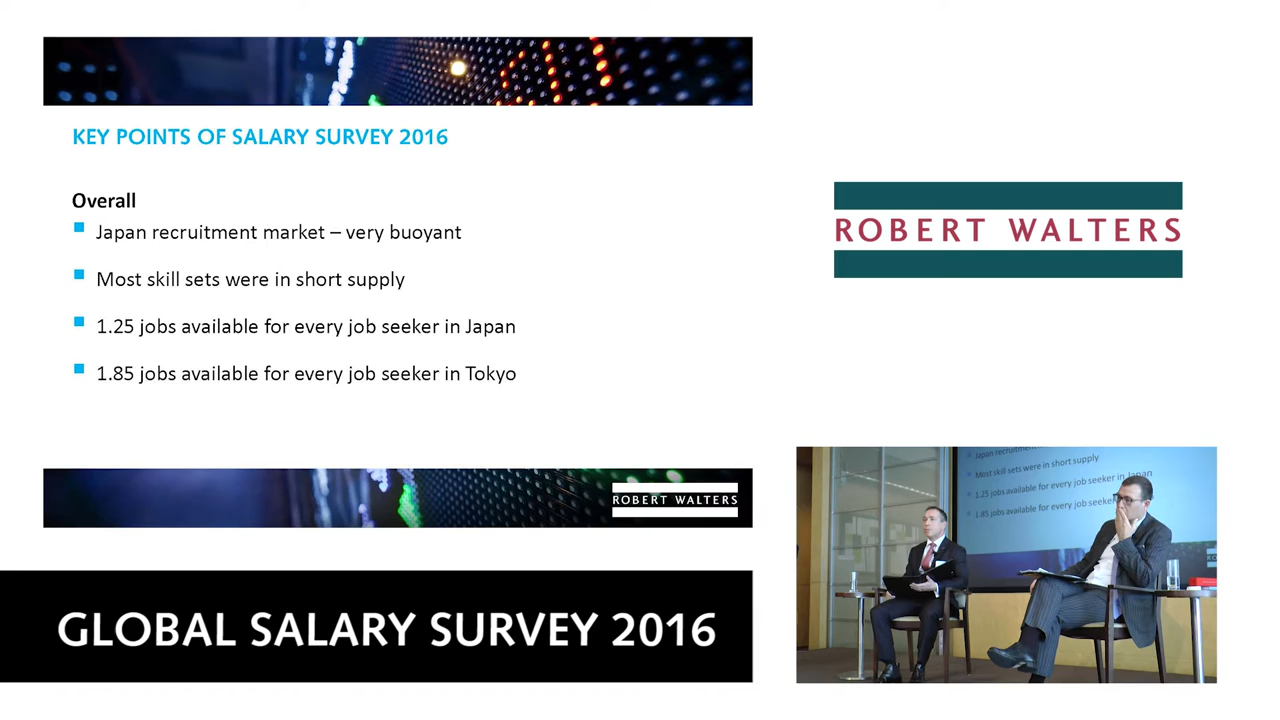 KEY POINTS OF SALARY SURVEY 2016
Overall
Japan recruitment market – very buoyant
Most skill sets were in short supply
1.25 jobs available for every job seeker in Japan
1.85 jobs available for every job seeker in Tokyo
ROBERT WALTERS
GLOBAL SALARY SURVEY 2016
ROBERT WALTERS
Japan recruitment
Most skill sets were in short supply
1.25 jobs available for every job seeker in Japan
1.85 jobs available for every job seeker